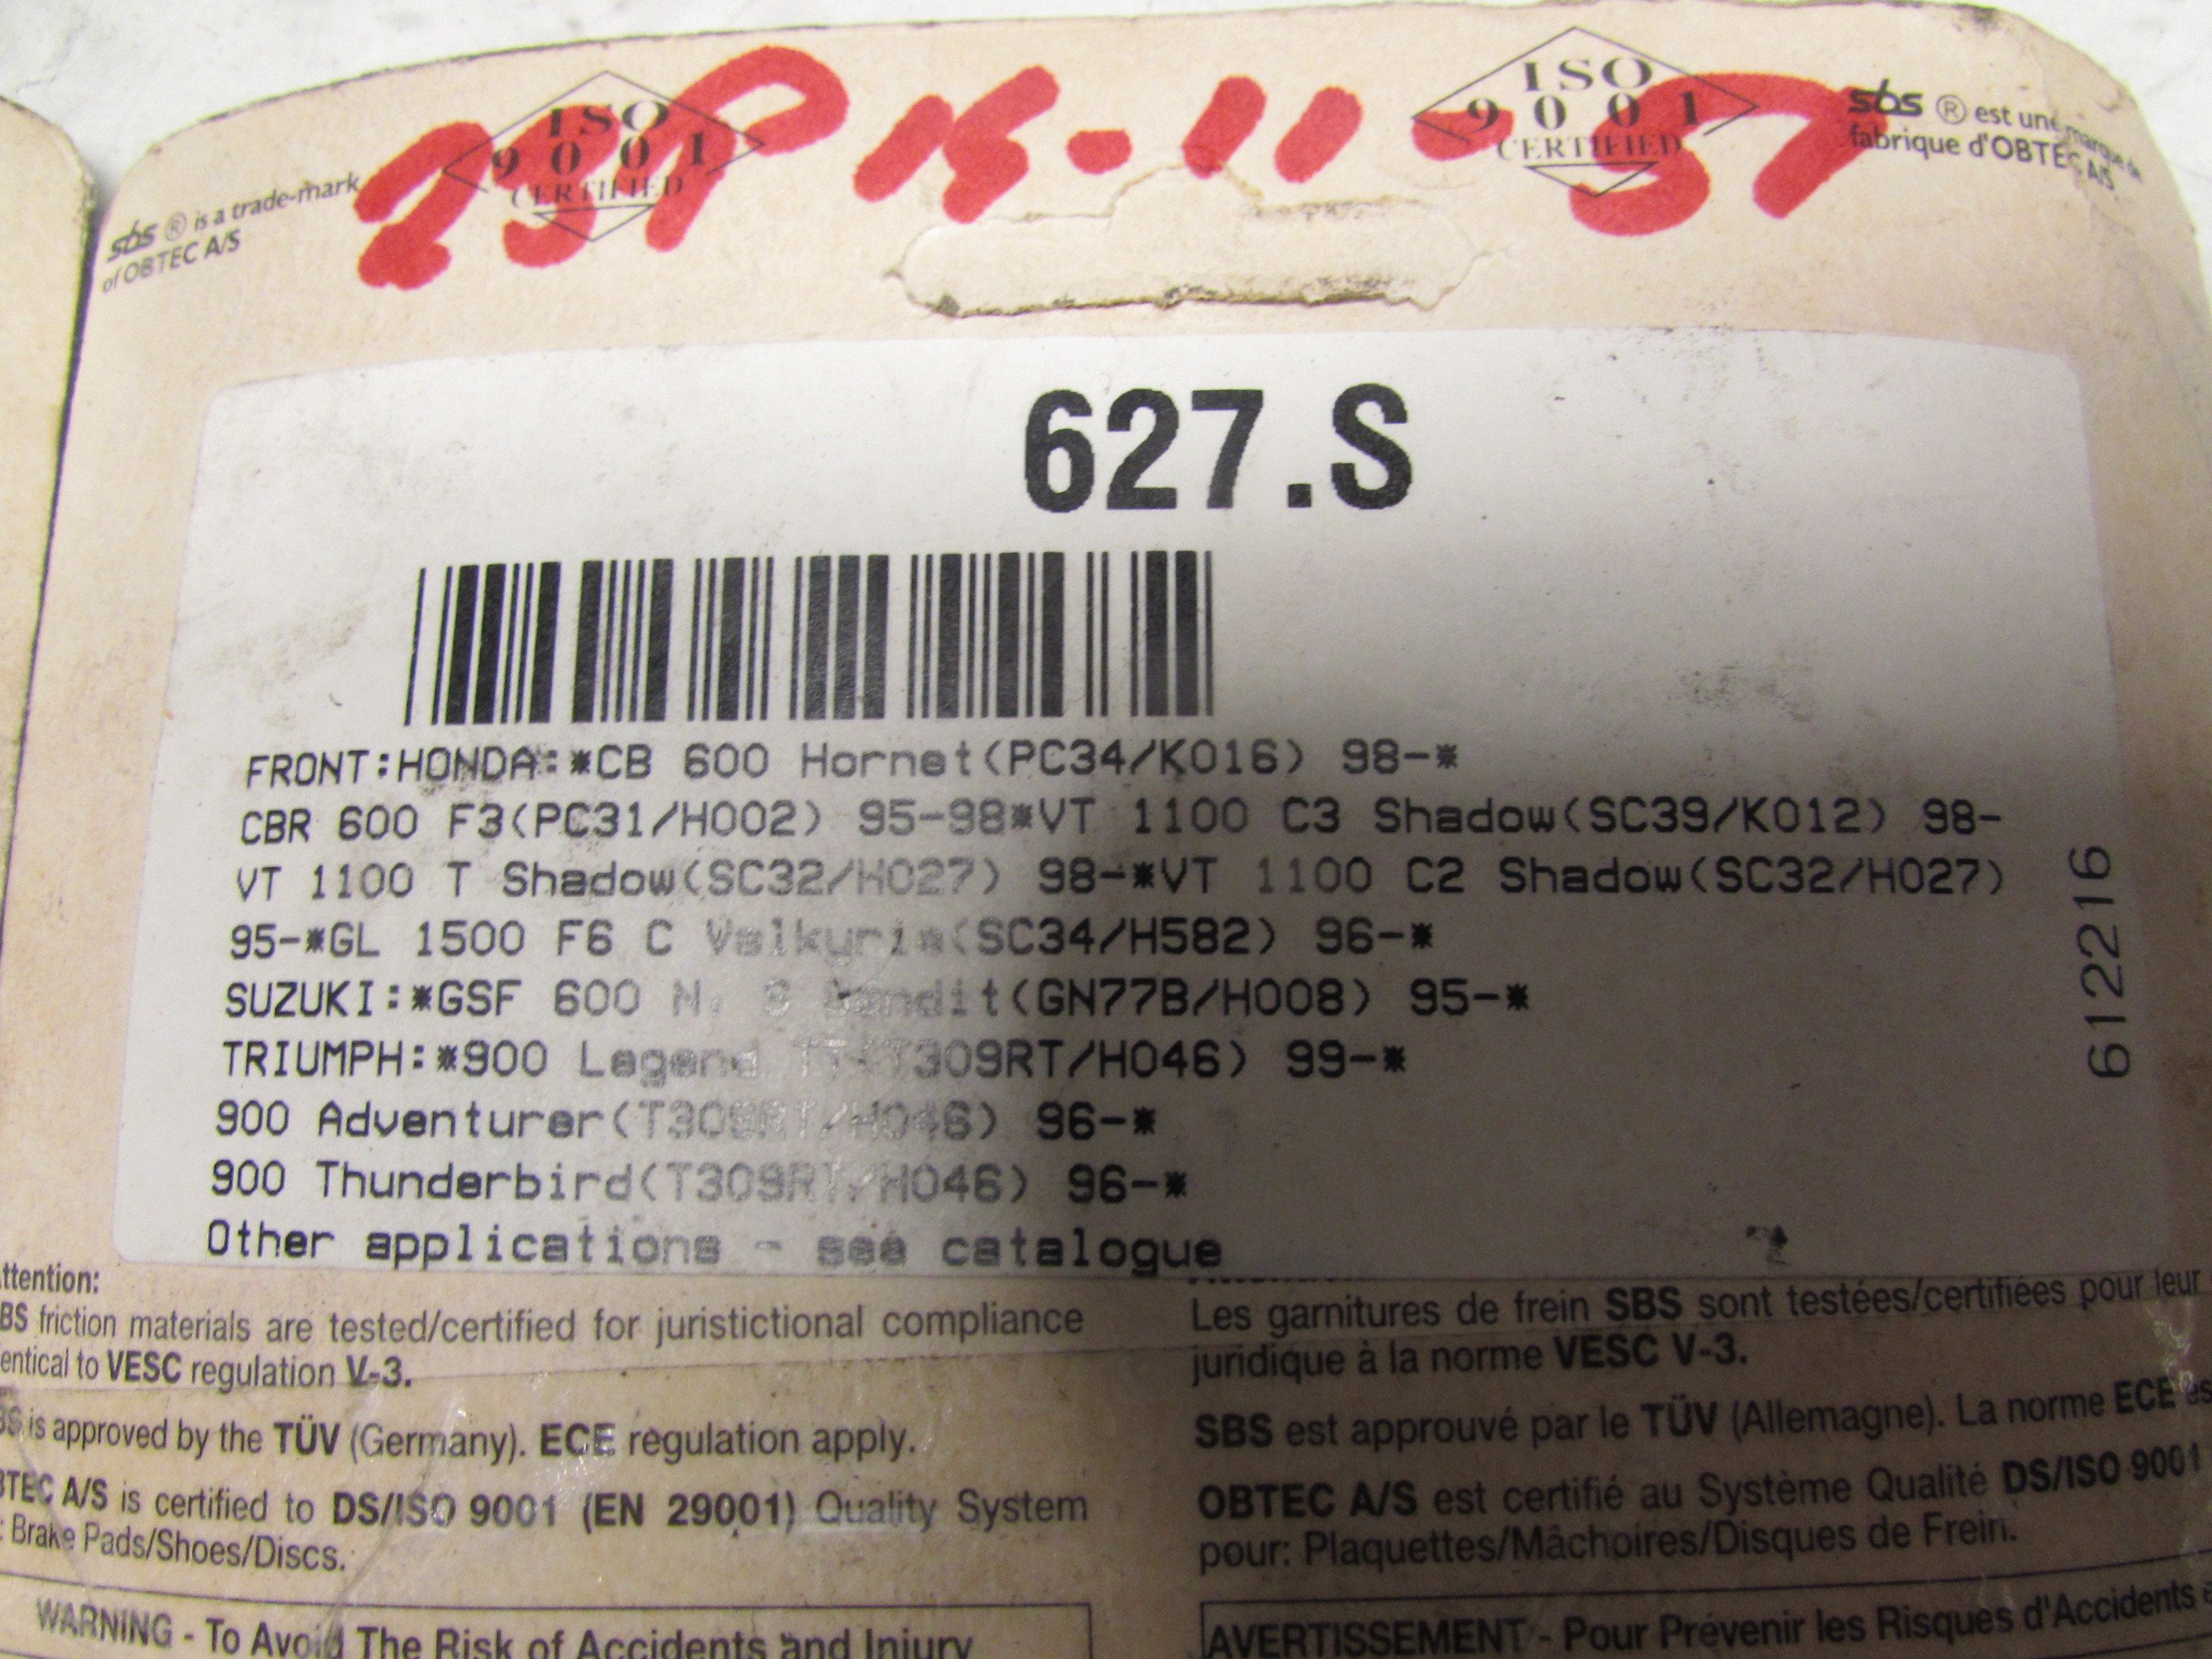 ISO
9001
CERTIFIED
ISO
9001
CERTIFIED
sbs ® is a trade-mark
of OBTEC A/S
sbs ® est une marque de
fabrique d'OBTEC A/S
627.S
FRONT:HONDA:*CB 600 Hornet(PC34/K016) 98-*
CBR 600 F3(PC31/H002) 95-98*VT 1100 C3 Shadow(SC39/K012) 98-
VT 1100 T Shadow(SC32/H027) 98-*VT 1100 C2 Shadow(SC32/H027)
95-*GL 1500 F6 C Valkurie(SC34/H582) 96-*
SUZUKI:*GSF 600 N, S Bandit(GN77B/H008) 95-*
TRIUMPH:*900 Legend TT(T309RT/H046) 99-*
900 Adventurer(T309RT/H046) 96-*
900 Thunderbird(T309RT/H046) 96-*
Other applications - see catalogue
612216
ttention:
BS friction materials are tested/certified for juristictional compliance
entical to VESC regulation V-3.
BS is approved by the TÜV (Germany). ECE regulation apply.
BTEC A/S is certified to DS/ISO 9001 (EN 29001) Quality System
: Brake Pads/Shoes/Discs.
WARNING - To Avoid The Risk of Accidents and Injury
Les garnitures de frein SBS sont testées/certifiées pour leur
juridique à la norme VESC V-3.
SBS est approuvé par le TÜV (Allemagne). La norme ECE es
OBTEC A/S est certifié au Système Qualité DS/ISO 9001
pour: Plaquettes/Mâchoires/Disques de Frein.
AVERTISSEMENT - Pour Prévenir les Risques d'Accidents